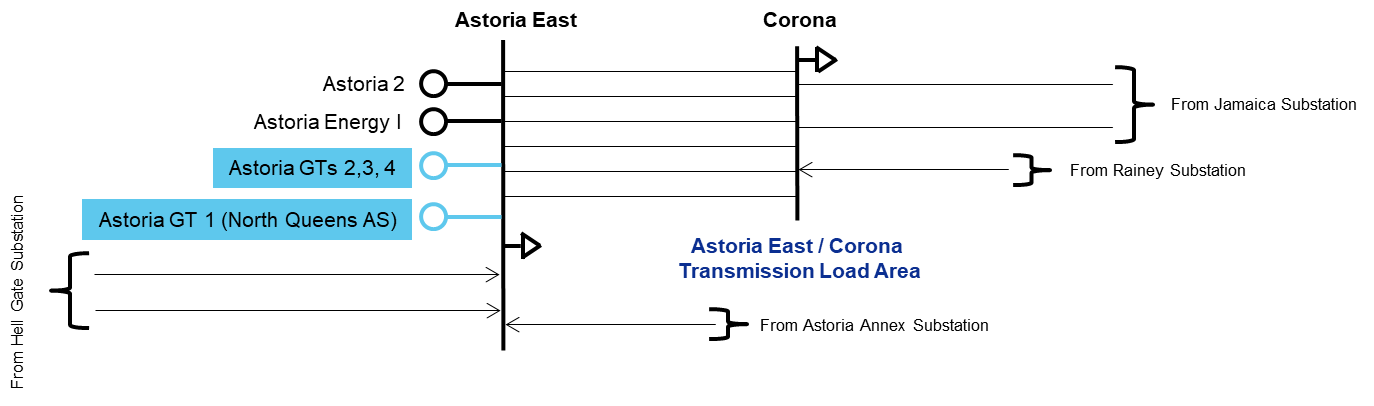 Astoria East
Corona
Astoria 2
Astoria Energy I
Astoria GTs 2,3, 4
Astoria GT 1 (North Queens AS)
From Jamaica Substation
From Rainey Substation
Astoria East / Corona
Transmission Load Area
From Hell Gate Substation
From Astoria Annex Substation